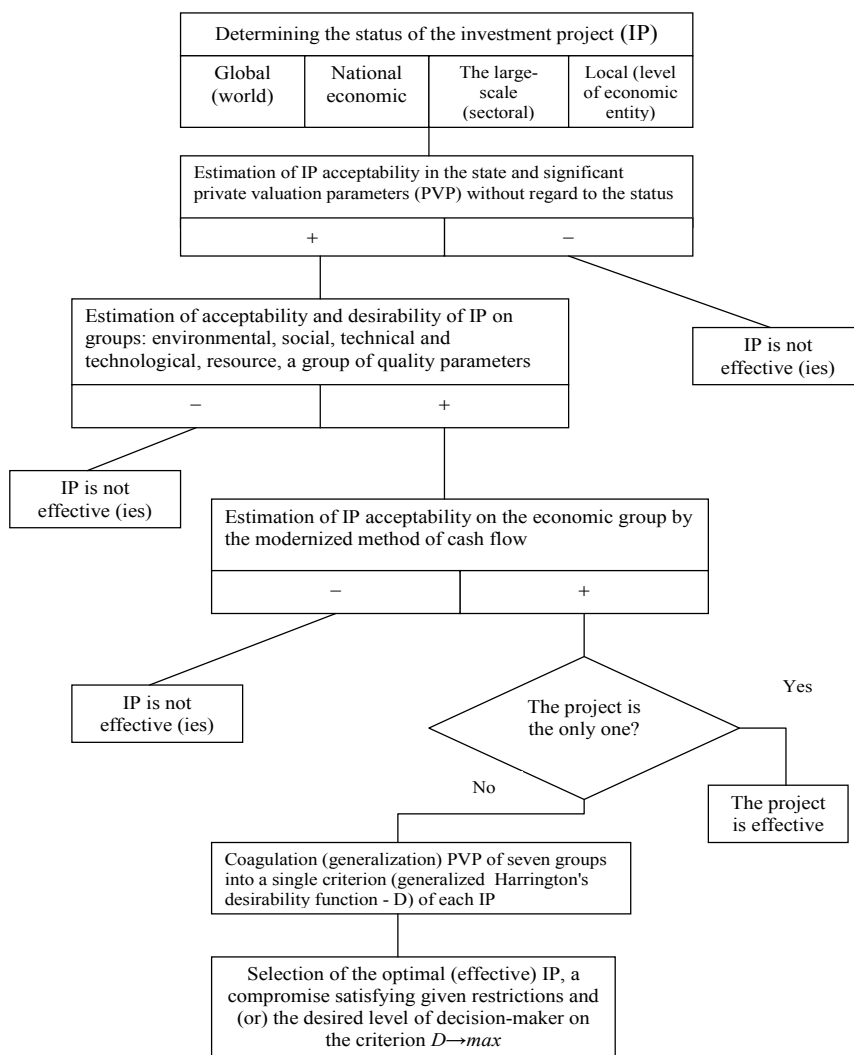 Determining the status of the investment project (IP)
Global
(world)
National
economic
The large-
scale
(sectoral)
Local (level
of economic
entity)
Estimation of IP acceptability in the state and significant
private valuation parameters (PVP) without regard to the status
+
−
Estimation of acceptability and desirability of IP on
groups: environmental, social, technical and
technological, resource, a group of quality parameters
−
+
IP is not
effective (ies)
IP is not
effective (ies)
Estimation of IP acceptability on the economic group by
the modernized method of cash flow
−
+
IP is not
effective (ies)
The project is
the only one?
Yes
No
The project
is effective
Coagulation (generalization) PVP of seven groups
into a single criterion (generalized Harrington's
desirability function - D) of each IP
Selection of the optimal (effective) IP, a
compromise satisfying given restrictions and
(or) the desired level of decision-maker on
the criterion D→max